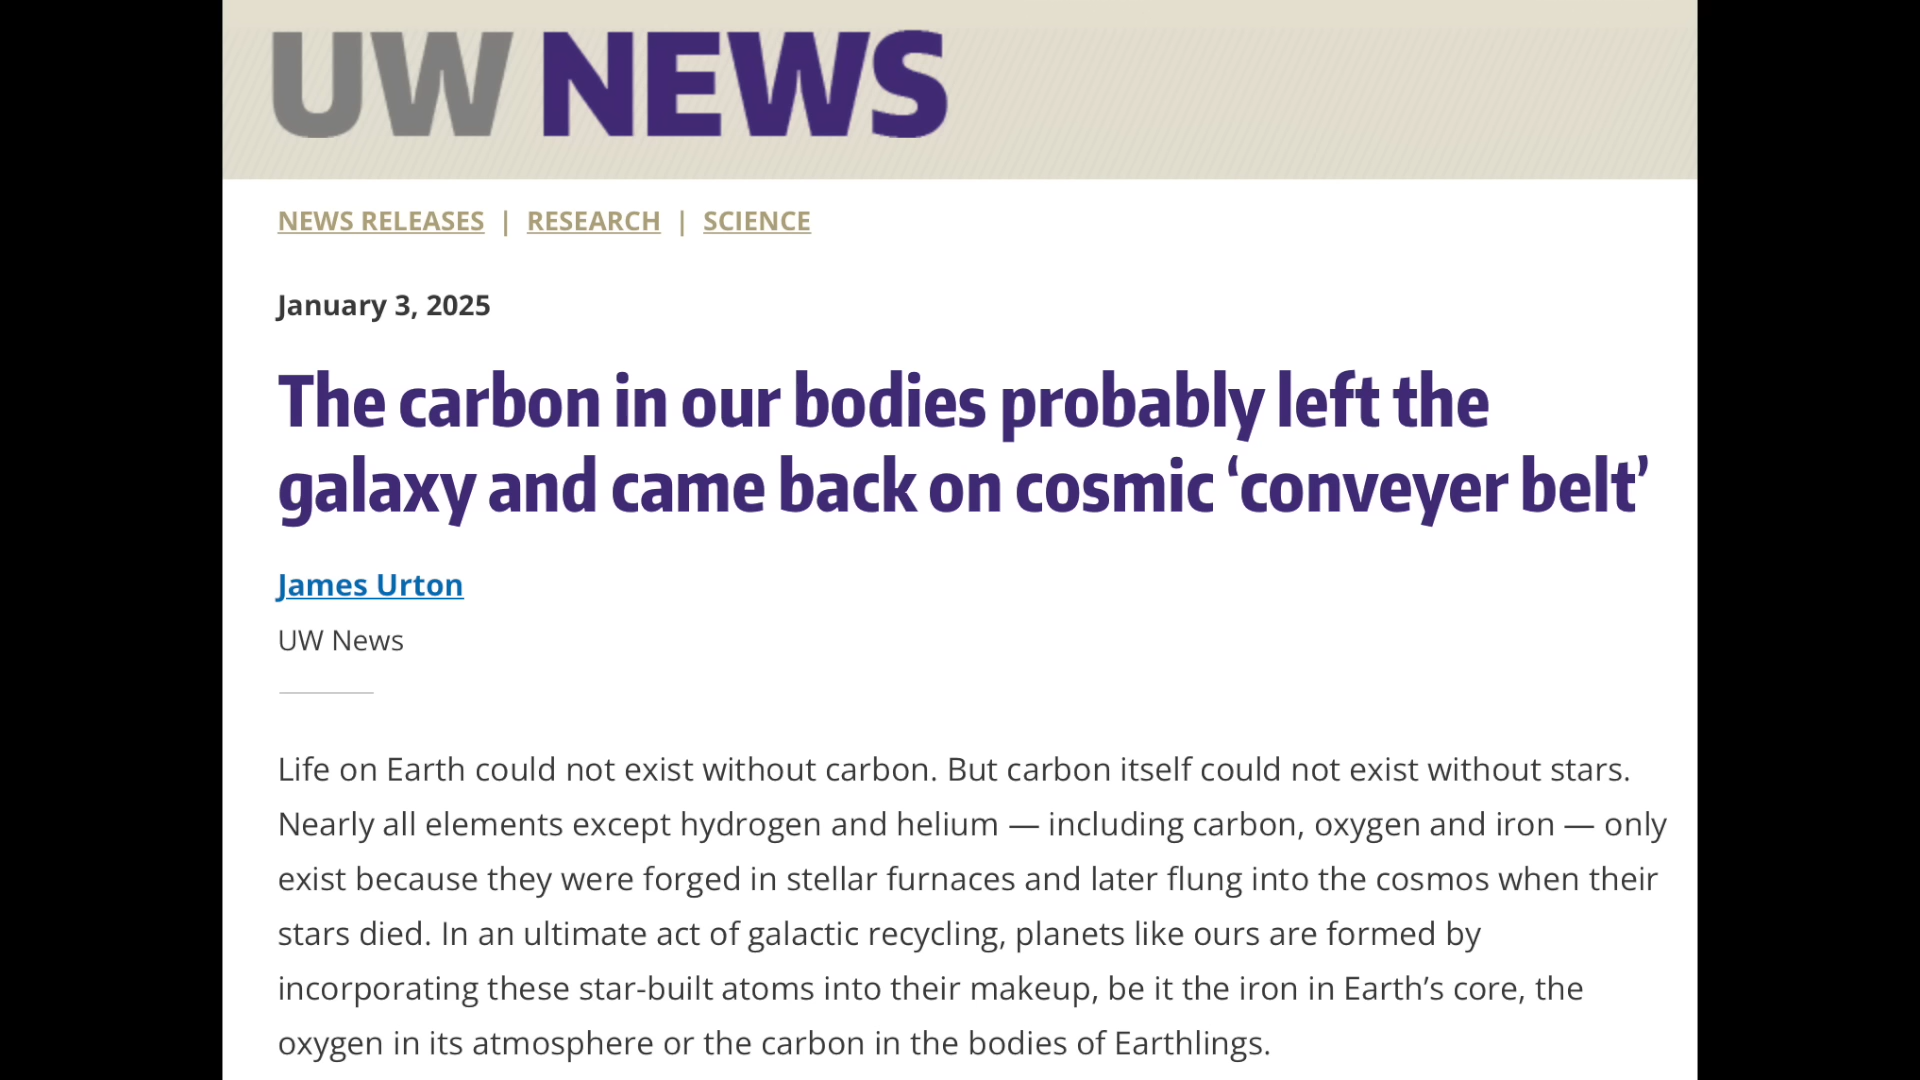 UW NEWS
NEWS RELEASES | RESEARCH | SCIENCE
January 3, 2025
The carbon in our bodies probably left the
galaxy and came back on cosmic ‘conveyer belt’
James Urton
UW News
Life on Earth could not exist without carbon. But carbon itself could not exist without stars.
Nearly all elements except hydrogen and helium — including carbon, oxygen and iron — only
exist because they were forged in stellar furnaces and later flung into the cosmos when their
stars died. In an ultimate act of galactic recycling, planets like ours are formed by
incorporating these star-built atoms into their makeup, be it the iron in Earth’s core, the
oxygen in its atmosphere or the carbon in the bodies of Earthlings.